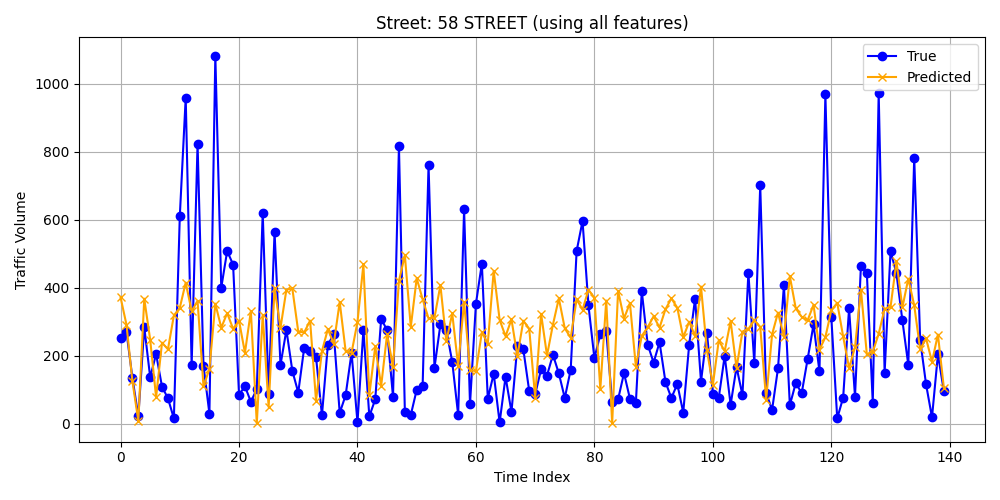 Street: 58 STREET (using all features)
True
Predicted
Traffic Volume
1000
800
600
400
200
0
0 20 40 60 80 100 120 140
Time Index